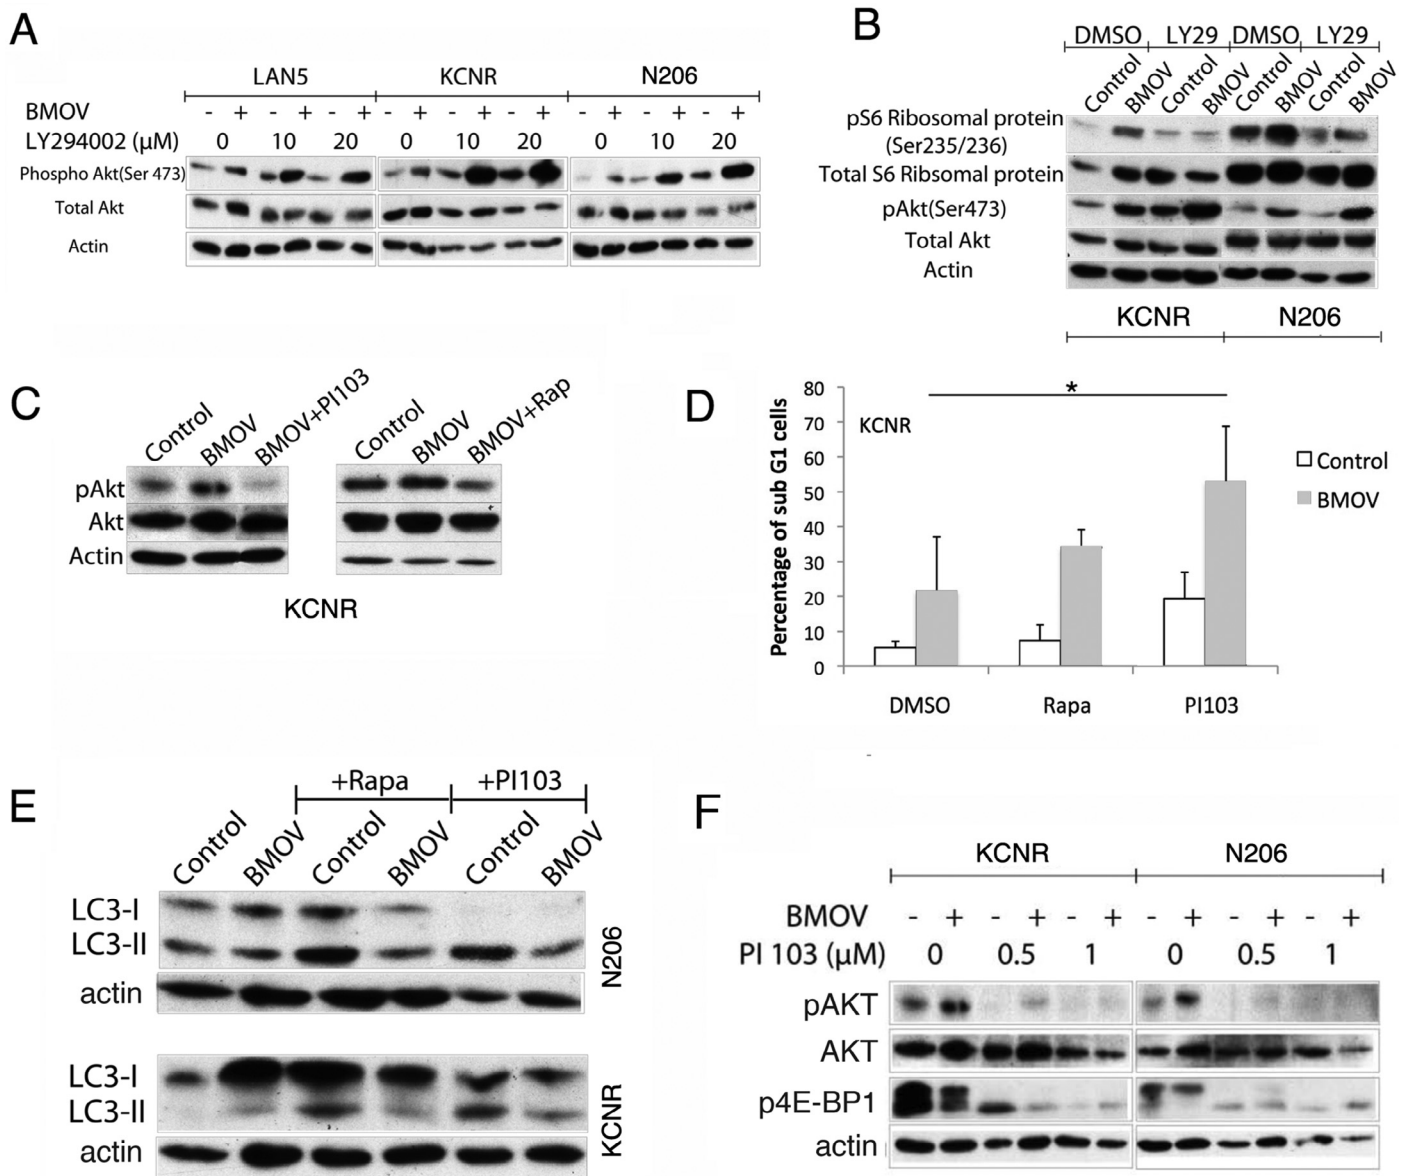 A
LAN5 KCNR N206
BMOV - + - + - + - + - + - + - + - + - +
LY294002 (µM) 0 10 20 0 10 20 0 10 20
Phospho Akt(Ser 473)
Total Akt
Actin
B
DMSO LY29 DMSO LY29
Control BMOV Control BMOV Control BMOV Control BMOV
pS6 Ribosomal protein
(Ser235/236)
Total S6 Ribsomal protein
pAkt(Ser473)
Total Akt
Actin
KCNR N206
C
Control BMOV BMOV+PI103 Control BMOV BMOV+Rap
pAkt
Akt
Actin
KCNR
D
80
70
60
50
40
30
20
10
0
Percentage of sub G1 cells
KCNR
*
Control
BMOV
DMSO Rapa PI103
E
+Rapa +PI103
Control BMOV Control BMOV Control BMOV
LC3-I
LC3-II
actin
N206
LC3-I
LC3-II
actin
KCNR
F
KCNR N206
BMOV - + - + - + - + - + - +
PI 103 (µM) 0 0.5 1 0 0.5 1
pAKT
AKT
p4E-BP1
actin